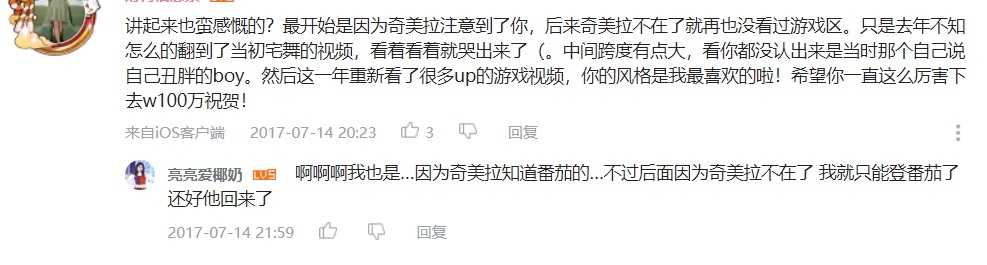 讲起来也蛮感慨的？最开始是因为奇美拉注意到了你，后来奇美拉不在了就再也没看过游戏区。只是去年不知
怎么的翻到了当初宅舞的视频，看着看着就哭出来了（。中间跨度有点大，看你都没认出来是当时那个自己说
自己丑胖的boy。然后这一年重新看了很多up的游戏视频，你的风格是我最喜欢的啦！希望你一直这么厉害下
去w100万祝贺！
来自iOS客户端 2017-07-14 20:23 3 回复
亮亮爱椰奶 LV5 啊啊啊我也是...因为奇美拉知道番茄的...不过后面因为奇美拉不在了 我就只能登番茄了
还好他回来了
2017-07-14 21:59 回复